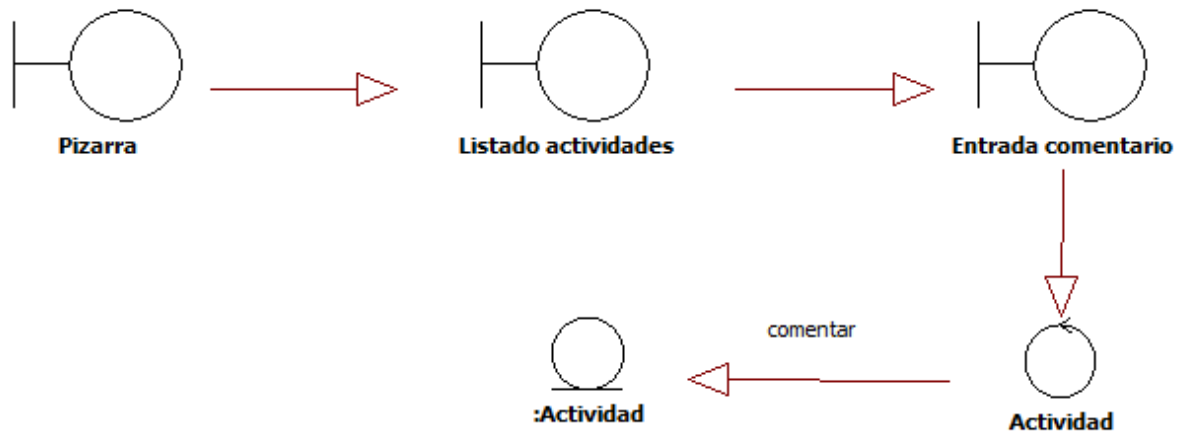 Pizarra
Listado actividades
Entrada comentario
comentar
:Actividad
Actividad